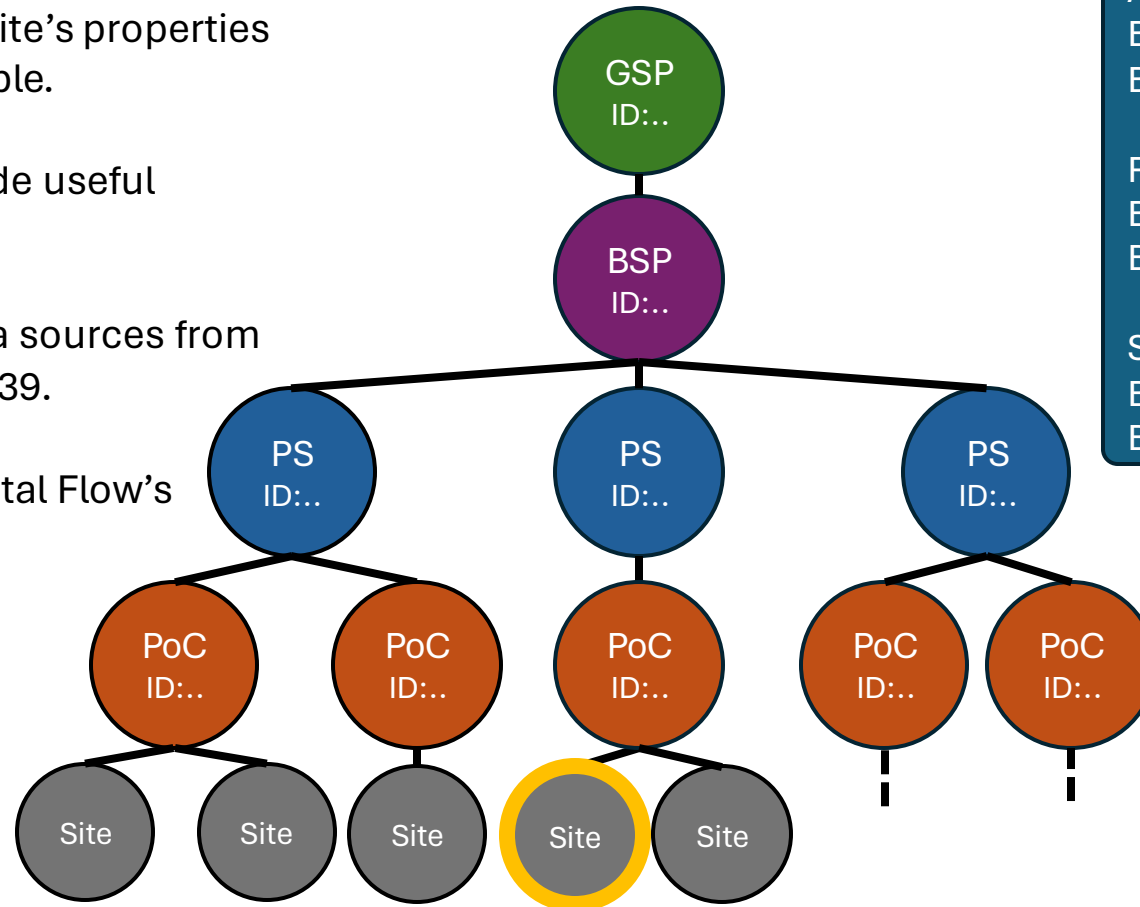 ite's properties
ble.
de useful
a sources from
39.
tal Flow's
GSP
ID:..
BSP
ID:..
PS
ID:..
PS
ID:..
PS
ID:..
PoC
ID:..
PoC
ID:..
PoC
ID:..
PoC
ID:..
PoC
ID:..
Site
Site
Site
Site
Site
E
E
F
E
E
S
E
E